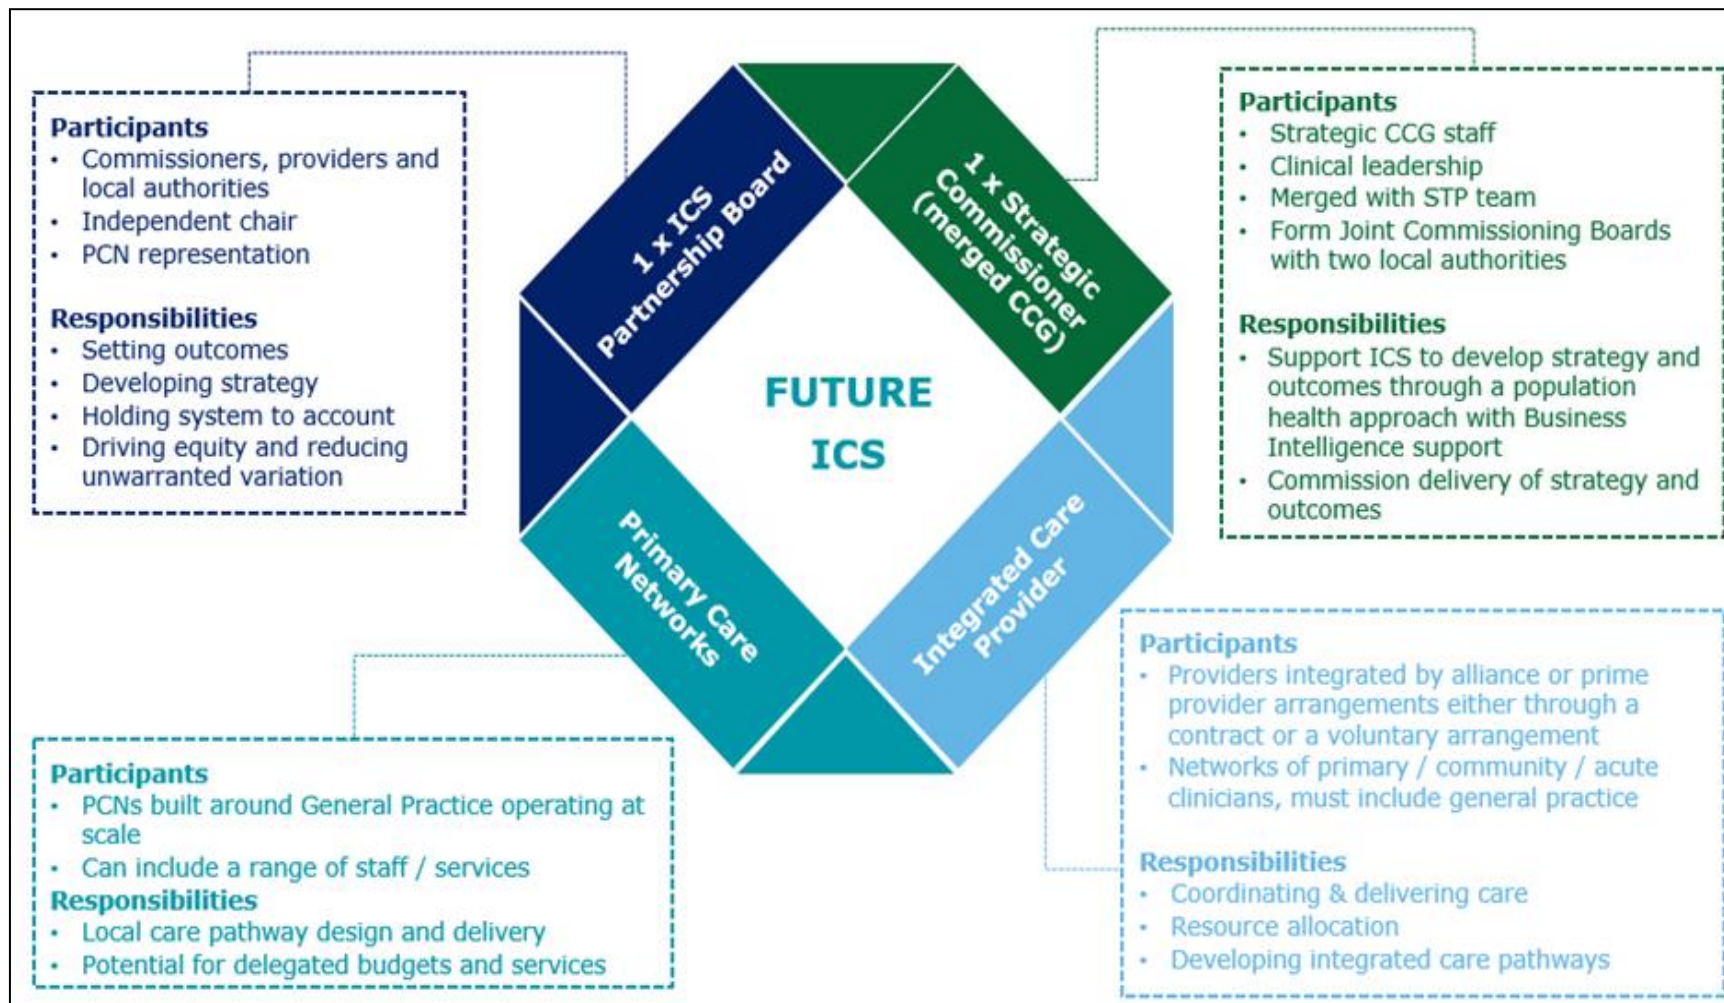 Participants
• Commissioners, providers and
local authorities
• Independent chair
• PCN representation
Responsibilities
• Setting outcomes
• Developing strategy
• Holding system to account
• Driving equity and reducing
unwarranted variation
1 x ICS
Partnership Board
1 x Strategic
Commissioner
(merged CCG)
Participants
• Strategic CCG staff
• Clinical leadership
• Merged with STP team
• Form Joint Commissioning Boards
with two local authorities
Responsibilities
• Support ICS to develop strategy and
outcomes through a population
health approach with Business
Intelligence support
• Commission delivery of strategy and
outcomes
FUTURE
ICS
Primary Care
Networks
Integrated Care
Provider
Participants
• PCNs built around General Practice operating at
scale
• Can include a range of staff / services
Responsibilities
• Local care pathway design and delivery
• Potential for delegated budgets and services
Participants
• Providers integrated by alliance or prime
provider arrangements either through a
contract or a voluntary arrangement
• Networks of primary / community / acute
clinicians, must include general practice
Responsibilities
• Coordinating & delivering care
• Resource allocation
• Developing integrated care pathways